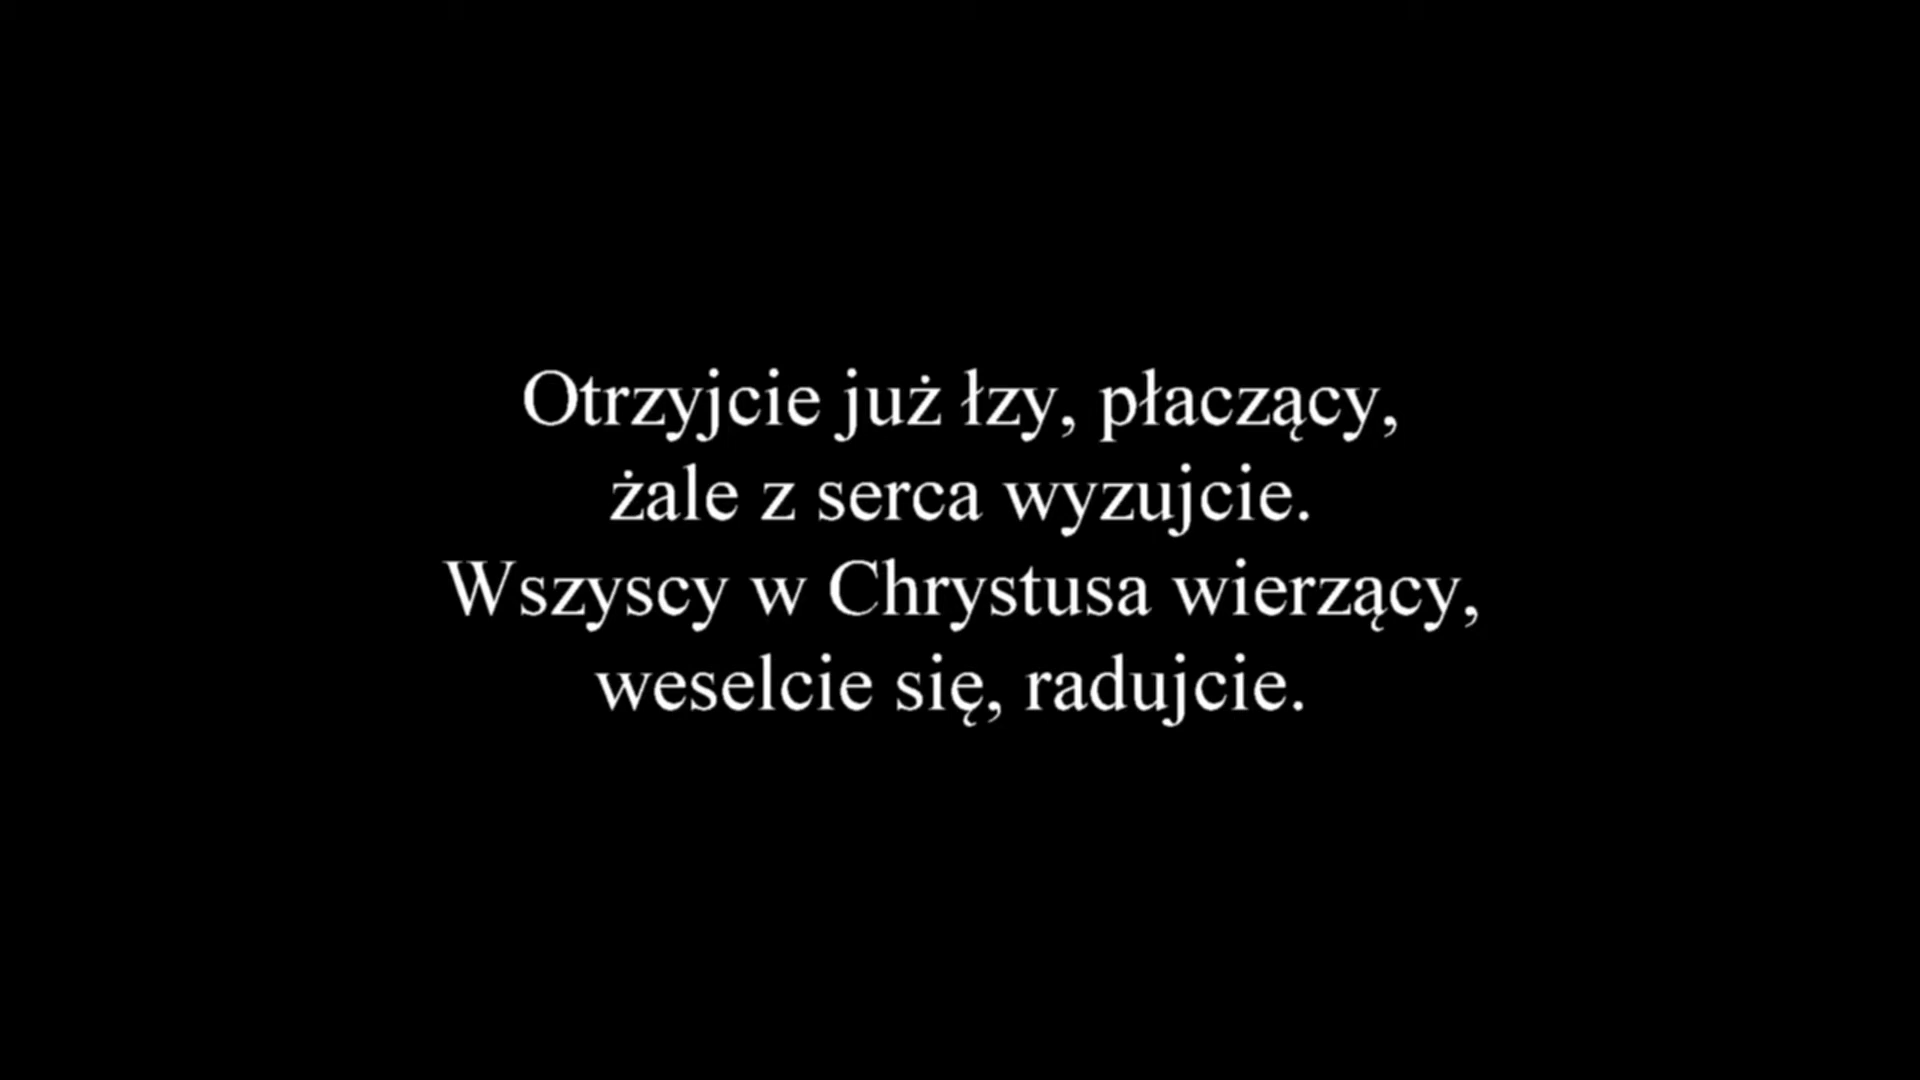 Otrzyjcie już łzy, płaczący,
żale z serca wyzujcie.
Wszyscy w Chrystusa wierzący,
weselcie się, radujcie.